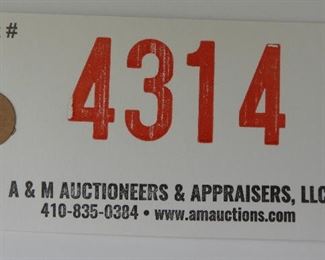 #
4314
A & M AUCTIONEERS & APPRAISERS, LLC
410-835-0384 • www.amauctions.com